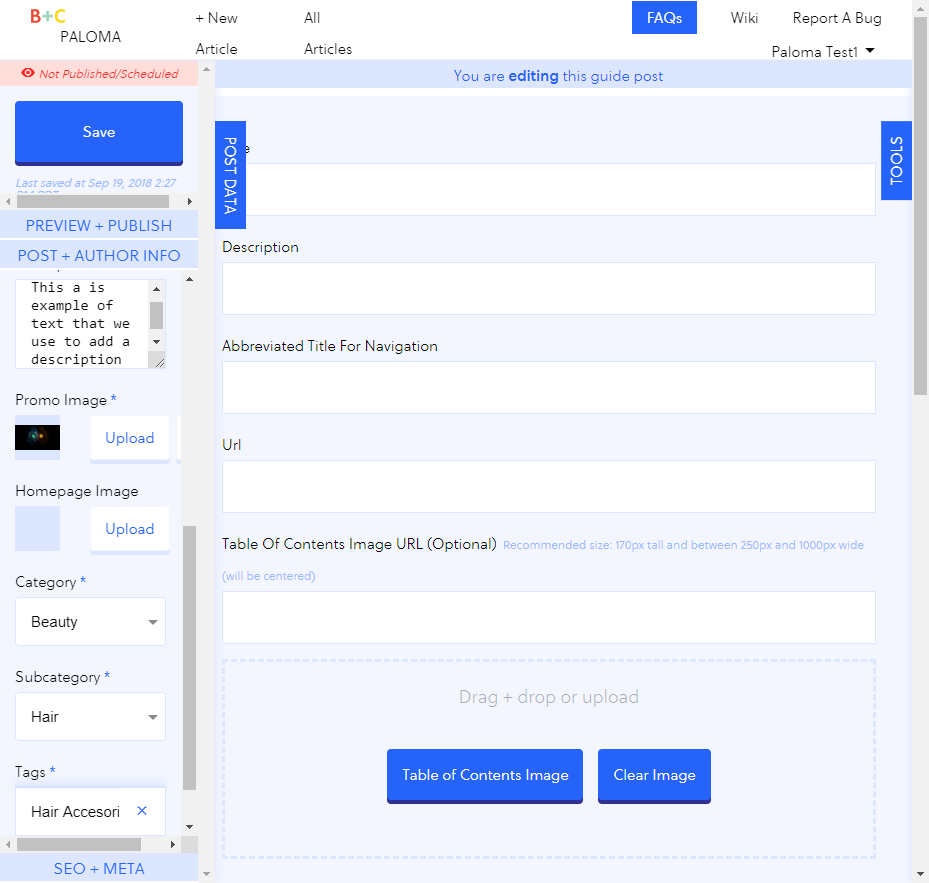 B+C
PALOMA
+ New
Article
All
Articles
FAQs
Wiki
Report A Bug
Paloma Test1
Not Published/Scheduled
Save
Last saved at Sep 19, 2018 2:27
PREVIEW + PUBLISH
POST + AUTHOR INFO
This a is
example of
text that we
use to add a
description
Promo Image *
Upload
Homepage Image
Upload
Category *
Beauty
Subcategory *
Hair
Tags *
Hair Accesori
SEO + META
You are editing this guide post
POST DATA
TOOLS
Description
Abbreviated Title For Navigation
Url
Table Of Contents Image URL (Optional) Recommended size: 170px tall and between 250px and 1000px wide
(will be centered)
Drag + drop or upload
Table of Contents Image
Clear Image